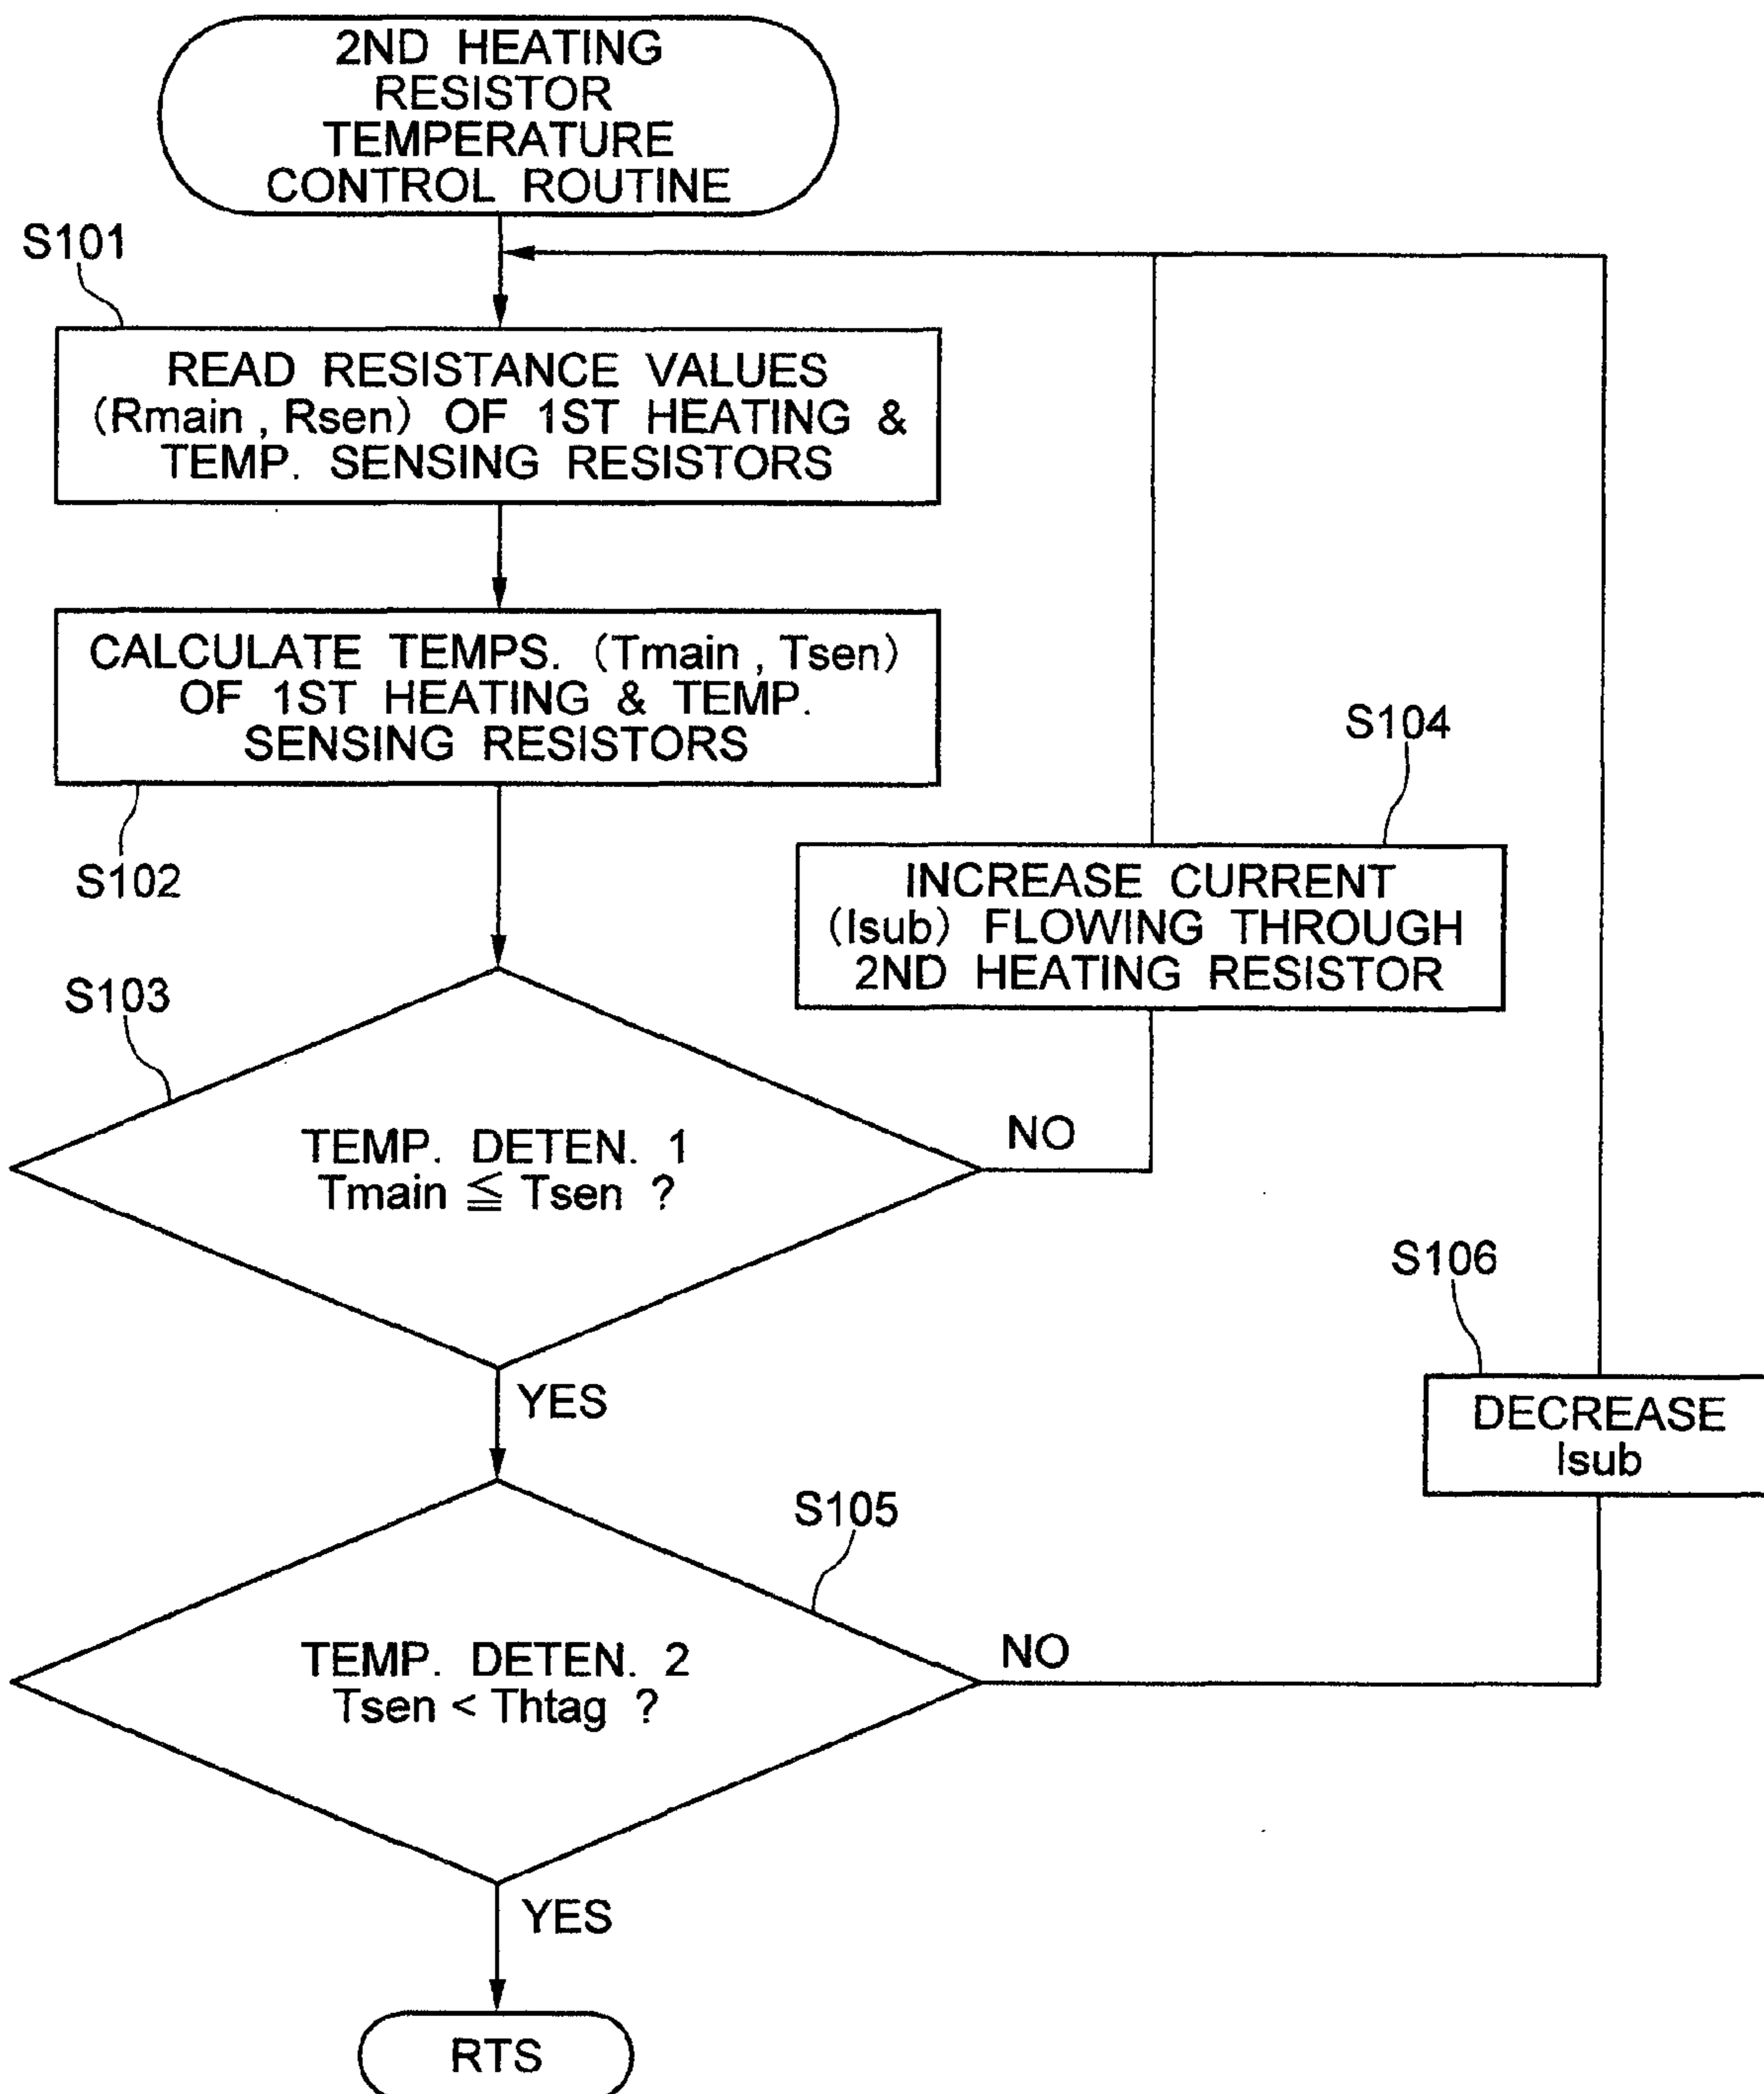 2ND HEATING
RESISTOR
TEMPERATURE
CONTROL ROUTINE
S101
READ RESISTANCE VALUES
(Rmain , Rsen) OF 1ST HEATING &
TEMP. SENSING RESISTORS
CALCULATE TEMPS. (Tmain , Tsen)
OF 1ST HEATING & TEMP.
SENSING RESISTORS
S102
S104
INCREASE CURRENT
(Isub) FLOWING THROUGH
2ND HEATING RESISTOR
S103
TEMP. DETEN. 1
Tmain ≦ Tsen ?
NO
YES
S106
DECREASE
Isub
S105
TEMP. DETEN. 2
Tsen < Thtag ?
NO
YES
RTS